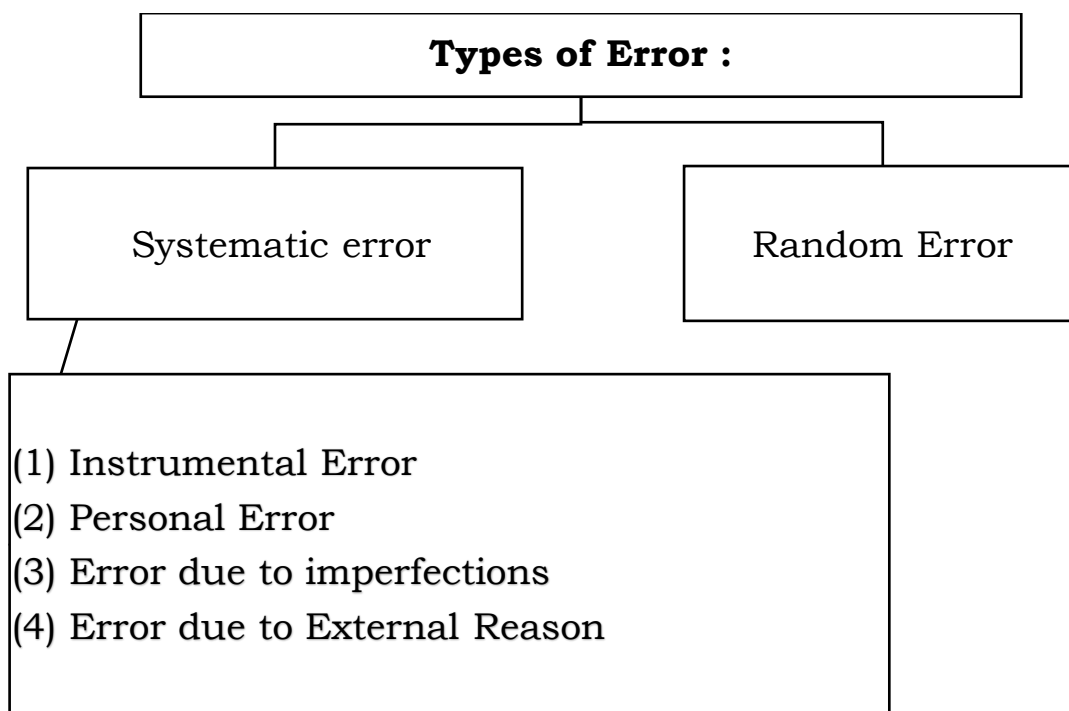 Types of Error :
Systematic error
Random Error
(1) Instrumental Error
(2) Personal Error
(3) Error due to imperfections
(4) Error due to External Reason